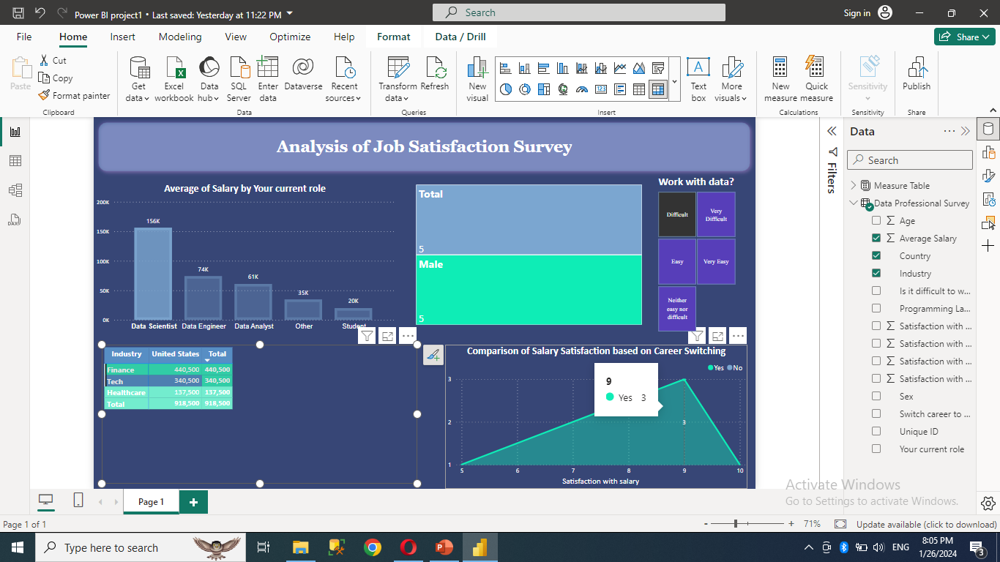 Power BI project1 • Last saved: Yesterday at 11:22 PM
Search
Sign in
File
Home
Insert
Modeling
View
Optimize
Help
Format
Data / Drill
Share
Paste
Cut
Copy
Format painter
Clipboard
Get data
Excel workbook
Data hub
SQL Server
Enter data
Dataverse
Recent sources
Data
Transform data
Refresh
Queries
New visual
Text box
More visuals
Insert
New measure
Quick measure
Calculations
Sensitivity
Sensitivity
Publish
Share
Analysis of Job Satisfaction Survey
Average of Salary by Your current role
200K
150K
100K
50K
0K
156K
74K
61K
35K
20K
Data Scientist
Data Engineer
Data Analyst
Other
Student
Total
5
Male
5
Work with data?
Difficult
Very Difficult
Easy
Very Easy
Neither easy nor difficult
Industry United States Total
Finance 440,500 440,500
Tech 340,500 340,500
Healthcare 137,500 137,500
Total 918,500 918,500
Comparison of Salary Satisfaction based on Career Switching
Yes No
9
Yes 3
3
2
1
3
5 6 7 8 9 10
Satisfaction with salary
Filters
Data
Search
Measure Table
Data Professional Survey
Age
Average Salary
Country
Industry
Is it difficult to w...
Programming La...
Satisfaction with ...
Satisfaction with ...
Satisfaction with ...
Satisfaction with ...
Sex
Switch career to ...
Unique ID
Your current role
Activate Windows
Go to Settings to activate Windows.
Page 1
Page 1 of 1
- + 71%
Update available (click to download)
Type here to search
ENG
8:05 PM
1/26/2024
3